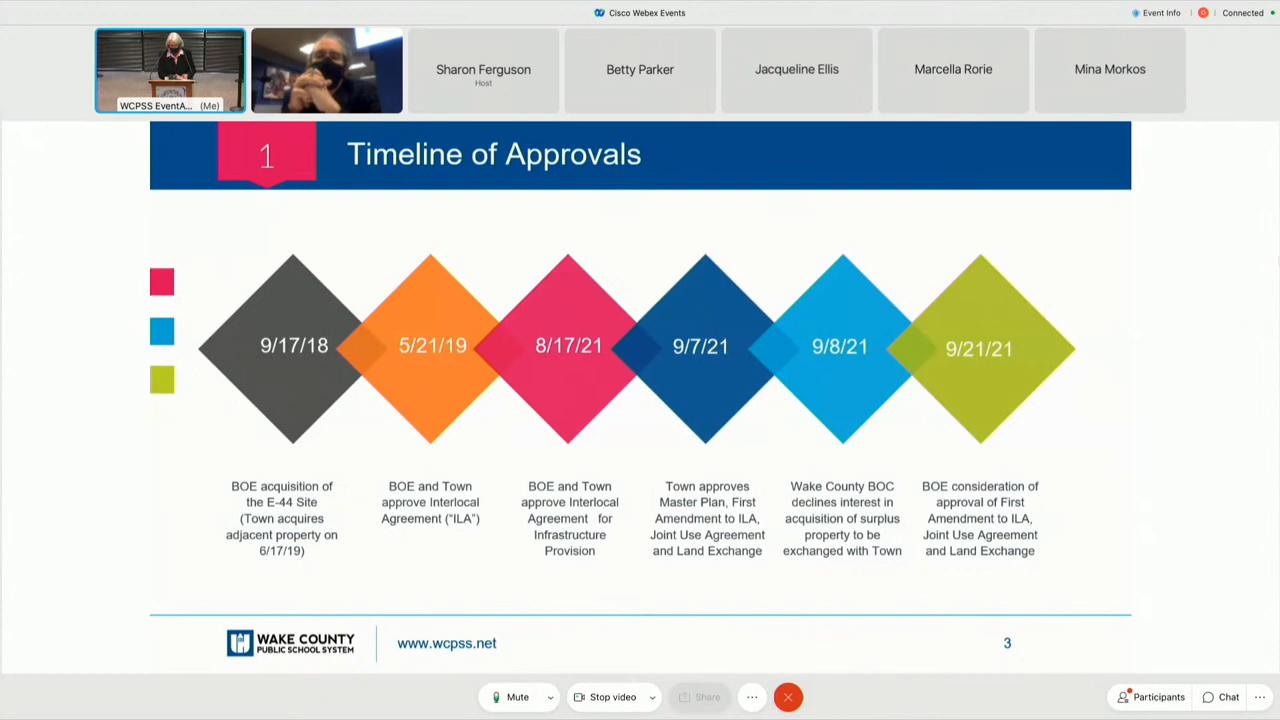 Cisco Webex Events
Event Info
Connected
WCPSS EventA... (Me)
Sharon Ferguson
Host
Betty Parker
Jacqueline Ellis
Marcella Rorie
Mina Morkos
1
Timeline of Approvals
9/17/18
5/21/19
8/17/21
9/7/21
9/8/21
9/21/21
BOE acquisition of
the E-44 Site
(Town acquires
adjacent property on
6/17/19)
BOE and Town
approve Interlocal
Agreement ("ILA")
BOE and Town
approve Interlocal
Agreement for
Infrastructure
Provision
Town approves
Master Plan, First
Amendment to ILA,
Joint Use Agreement
and Land Exchange
Wake County BOC
declines interest in
acquisition of surplus
property to be
exchanged with Town
BOE consideration of
approval of First
Amendment to ILA,
Joint Use Agreement
and Land Exchange
WAKE COUNTY
PUBLIC SCHOOL SYSTEM
www.wcpss.net
3
Mute
Stop video
Share
Participants
Chat